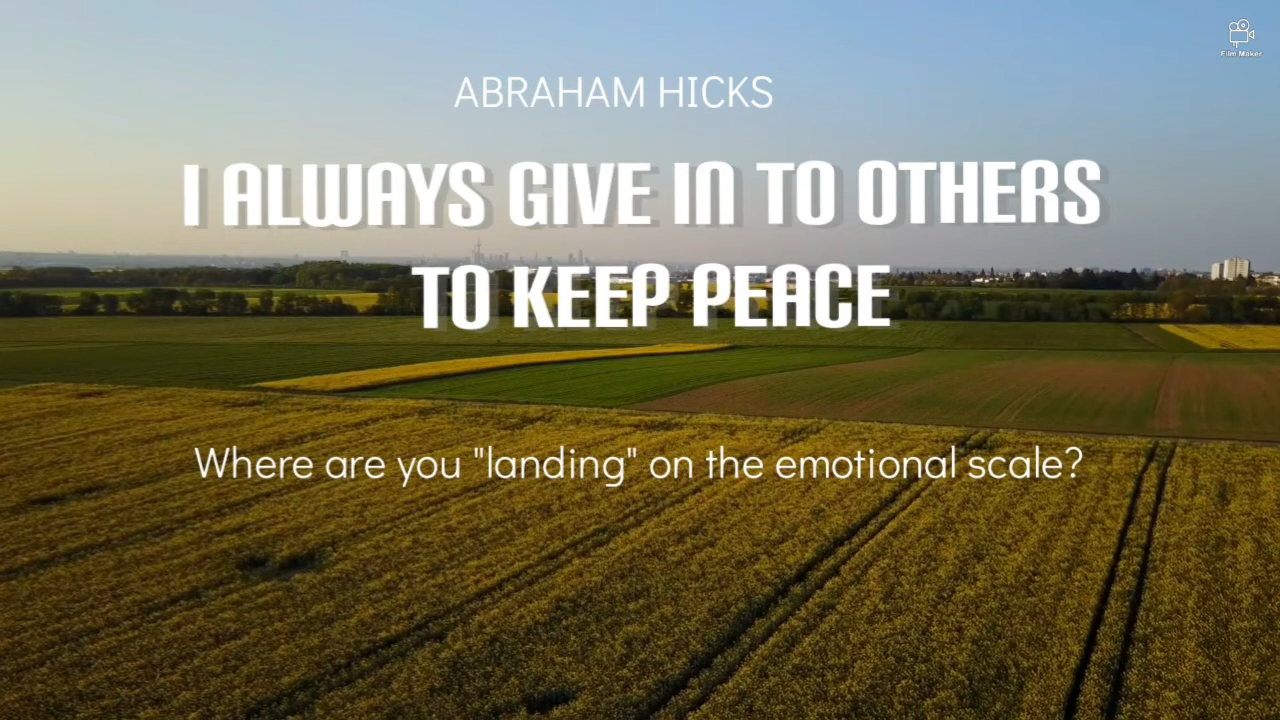 Film Maker
ABRAHAM HICKS
I ALWAYS GIVE IN TO OTHERS
TO KEEP PEACE
Where are you "landing" on the emotional scale?